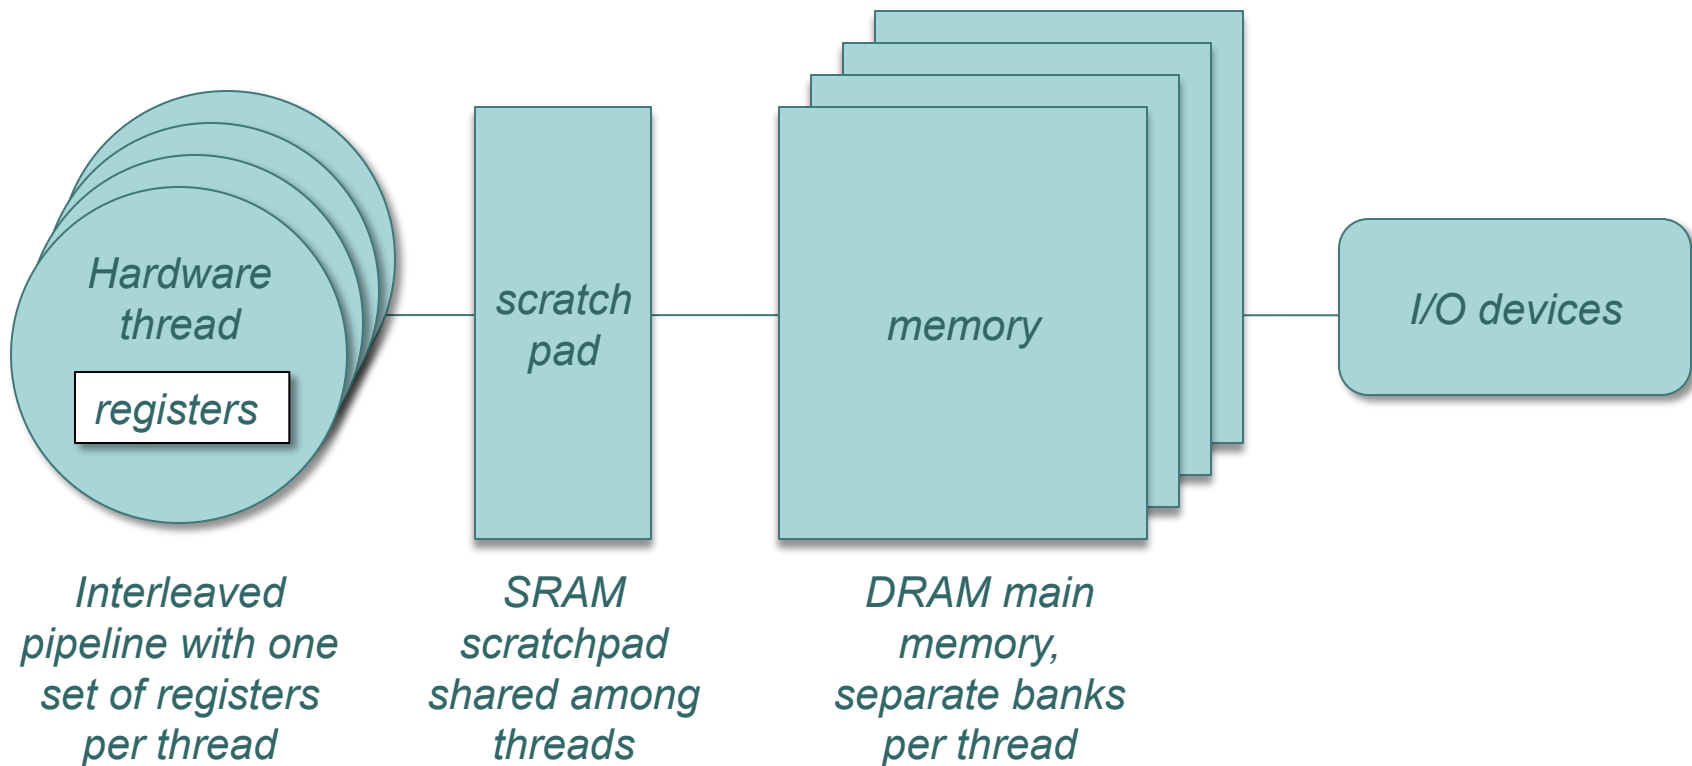 Hardware
thread
registers
scratch
pad
memory
I/O devices
Interleaved
pipeline with one
set of registers
per thread
SRAM
scratchpad
shared among
threads
DRAM main
memory,
separate banks
per thread